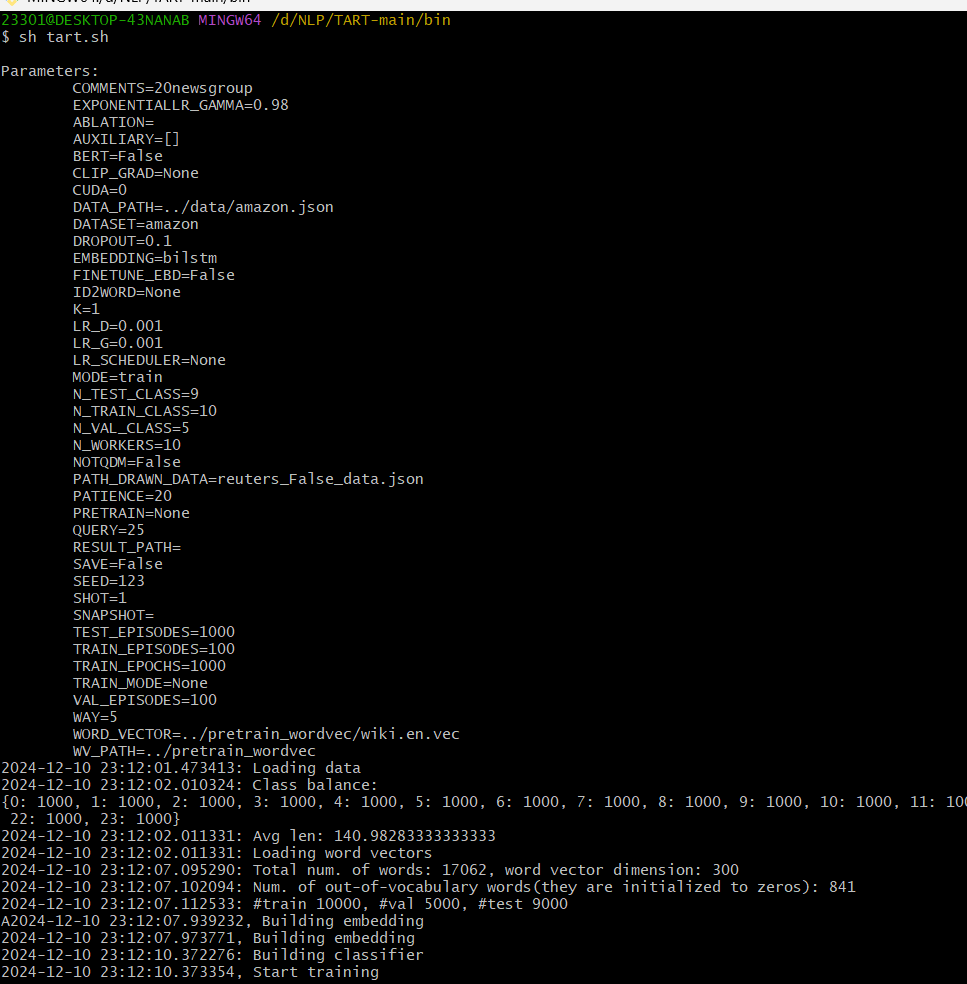 23301@DESKTOP-43NANAB MINGW64 /d/NLP/TART-main/bin
$ sh tart.sh
Parameters:
COMMENTS=20newsgroup
EXPONENTIALLR_GAMMA=0.98
ABLATION=
AUXILIARY=[]
BERT=False
CLIP_GRAD=None
CUDA=0
DATA_PATH=../data/amazon.json
DATASET=amazon
DROPOUT=0.1
EMBEDDING=bilstm
FINETUNE_EBD=False
ID2WORD=None
K=1
LR_D=0.001
LR_G=0.001
LR_SCHEDULER=None
MODE=train
N_TEST_CLASS=9
N_TRAIN_CLASS=10
N_VAL_CLASS=5
N_WORKERS=10
NOTQDM=False
PATH_DRAWN_DATA=reuters_False_data.json
PATIENCE=20
PRETRAIN=None
QUERY=25
RESULT_PATH=
SAVE=False
SEED=123
SHOT=1
SNAPSHOT=
TEST_EPISODES=1000
TRAIN_EPISODES=100
TRAIN_EPOCHS=1000
TRAIN_MODE=None
VAL_EPISODES=100
WAY=5
WORD_VECTOR=../pretrain_wordvec/wiki.en.vec
WV_PATH=../pretrain_wordvec
2024-12-10 23:12:01.473413: Loading data
2024-12-10 23:12:02.010324: Class balance:
{0: 1000, 1: 1000, 2: 1000, 3: 1000, 4: 1000, 5: 1000, 6: 1000, 7: 1000, 8: 1000, 9: 1000, 10: 1000, 11: 100
22: 1000, 23: 1000}
2024-12-10 23:12:02.011331: Avg len: 140.98283333333333
2024-12-10 23:12:02.011331: Loading word vectors
2024-12-10 23:12:07.095290: Total num. of words: 17062, word vector dimension: 300
2024-12-10 23:12:07.102094: Num. of out-of-vocabulary words(they are initialized to zeros): 841
2024-12-10 23:12:07.112533: #train 10000, #val 5000, #test 9000
A2024-12-10 23:12:07.939232, Building embedding
2024-12-10 23:12:07.973771, Building embedding
2024-12-10 23:12:10.372276: Building classifier
2024-12-10 23:12:10.373354, Start training